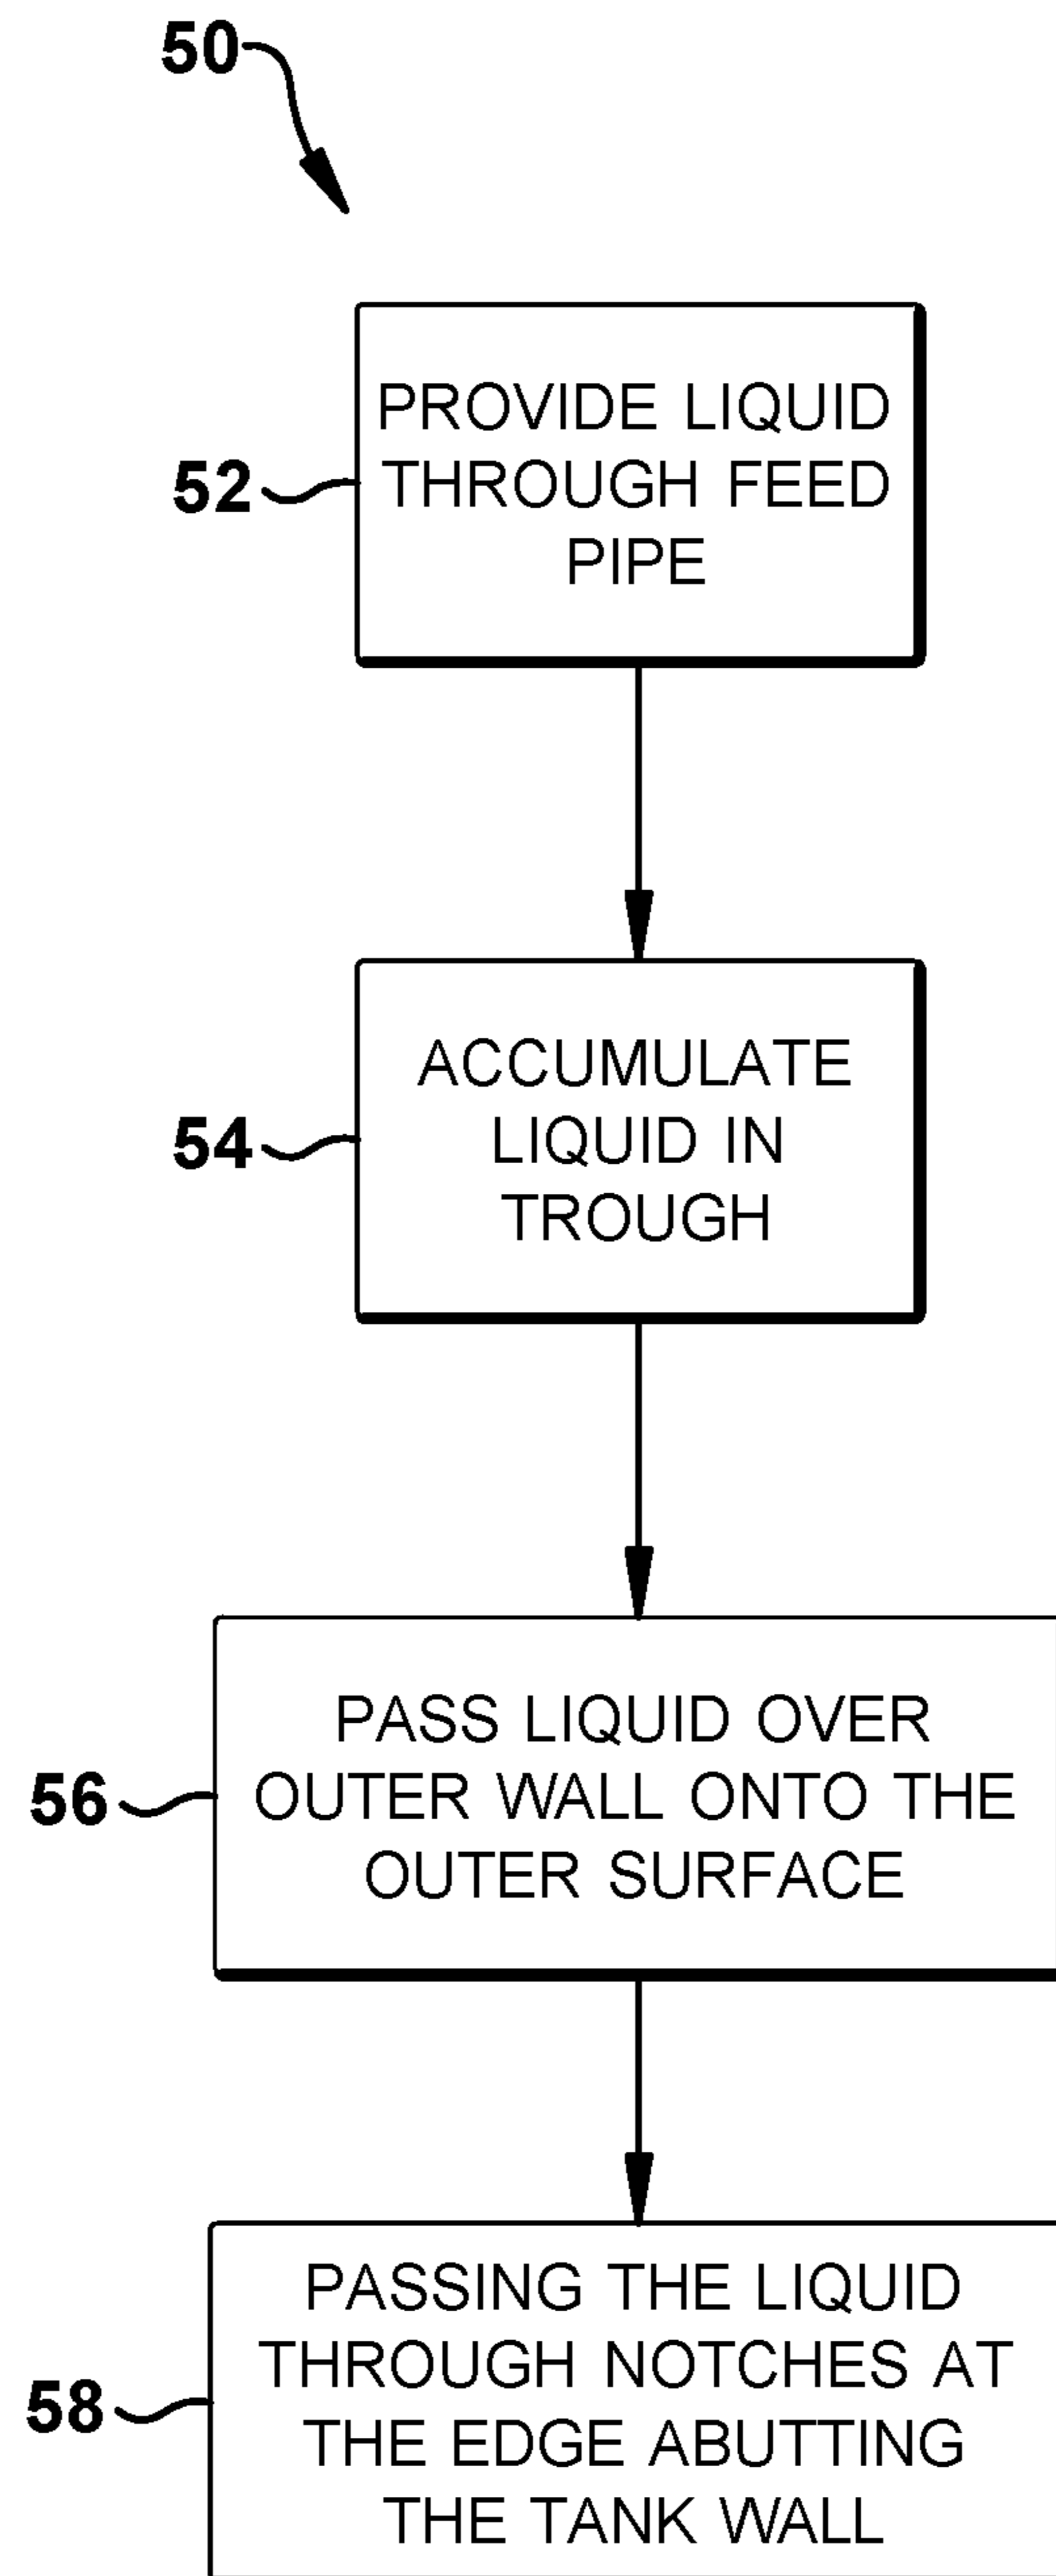 50
PROVIDE LIQUID
THROUGH FEED
PIPE
52
ACCUMULATE
LIQUID IN
TROUGH
54
PASS LIQUID OVER
OUTER WALL ONTO THE
OUTER SURFACE
56
PASSING THE LIQUID
THROUGH NOTCHES AT
THE EDGE ABUTTING
THE TANK WALL
58